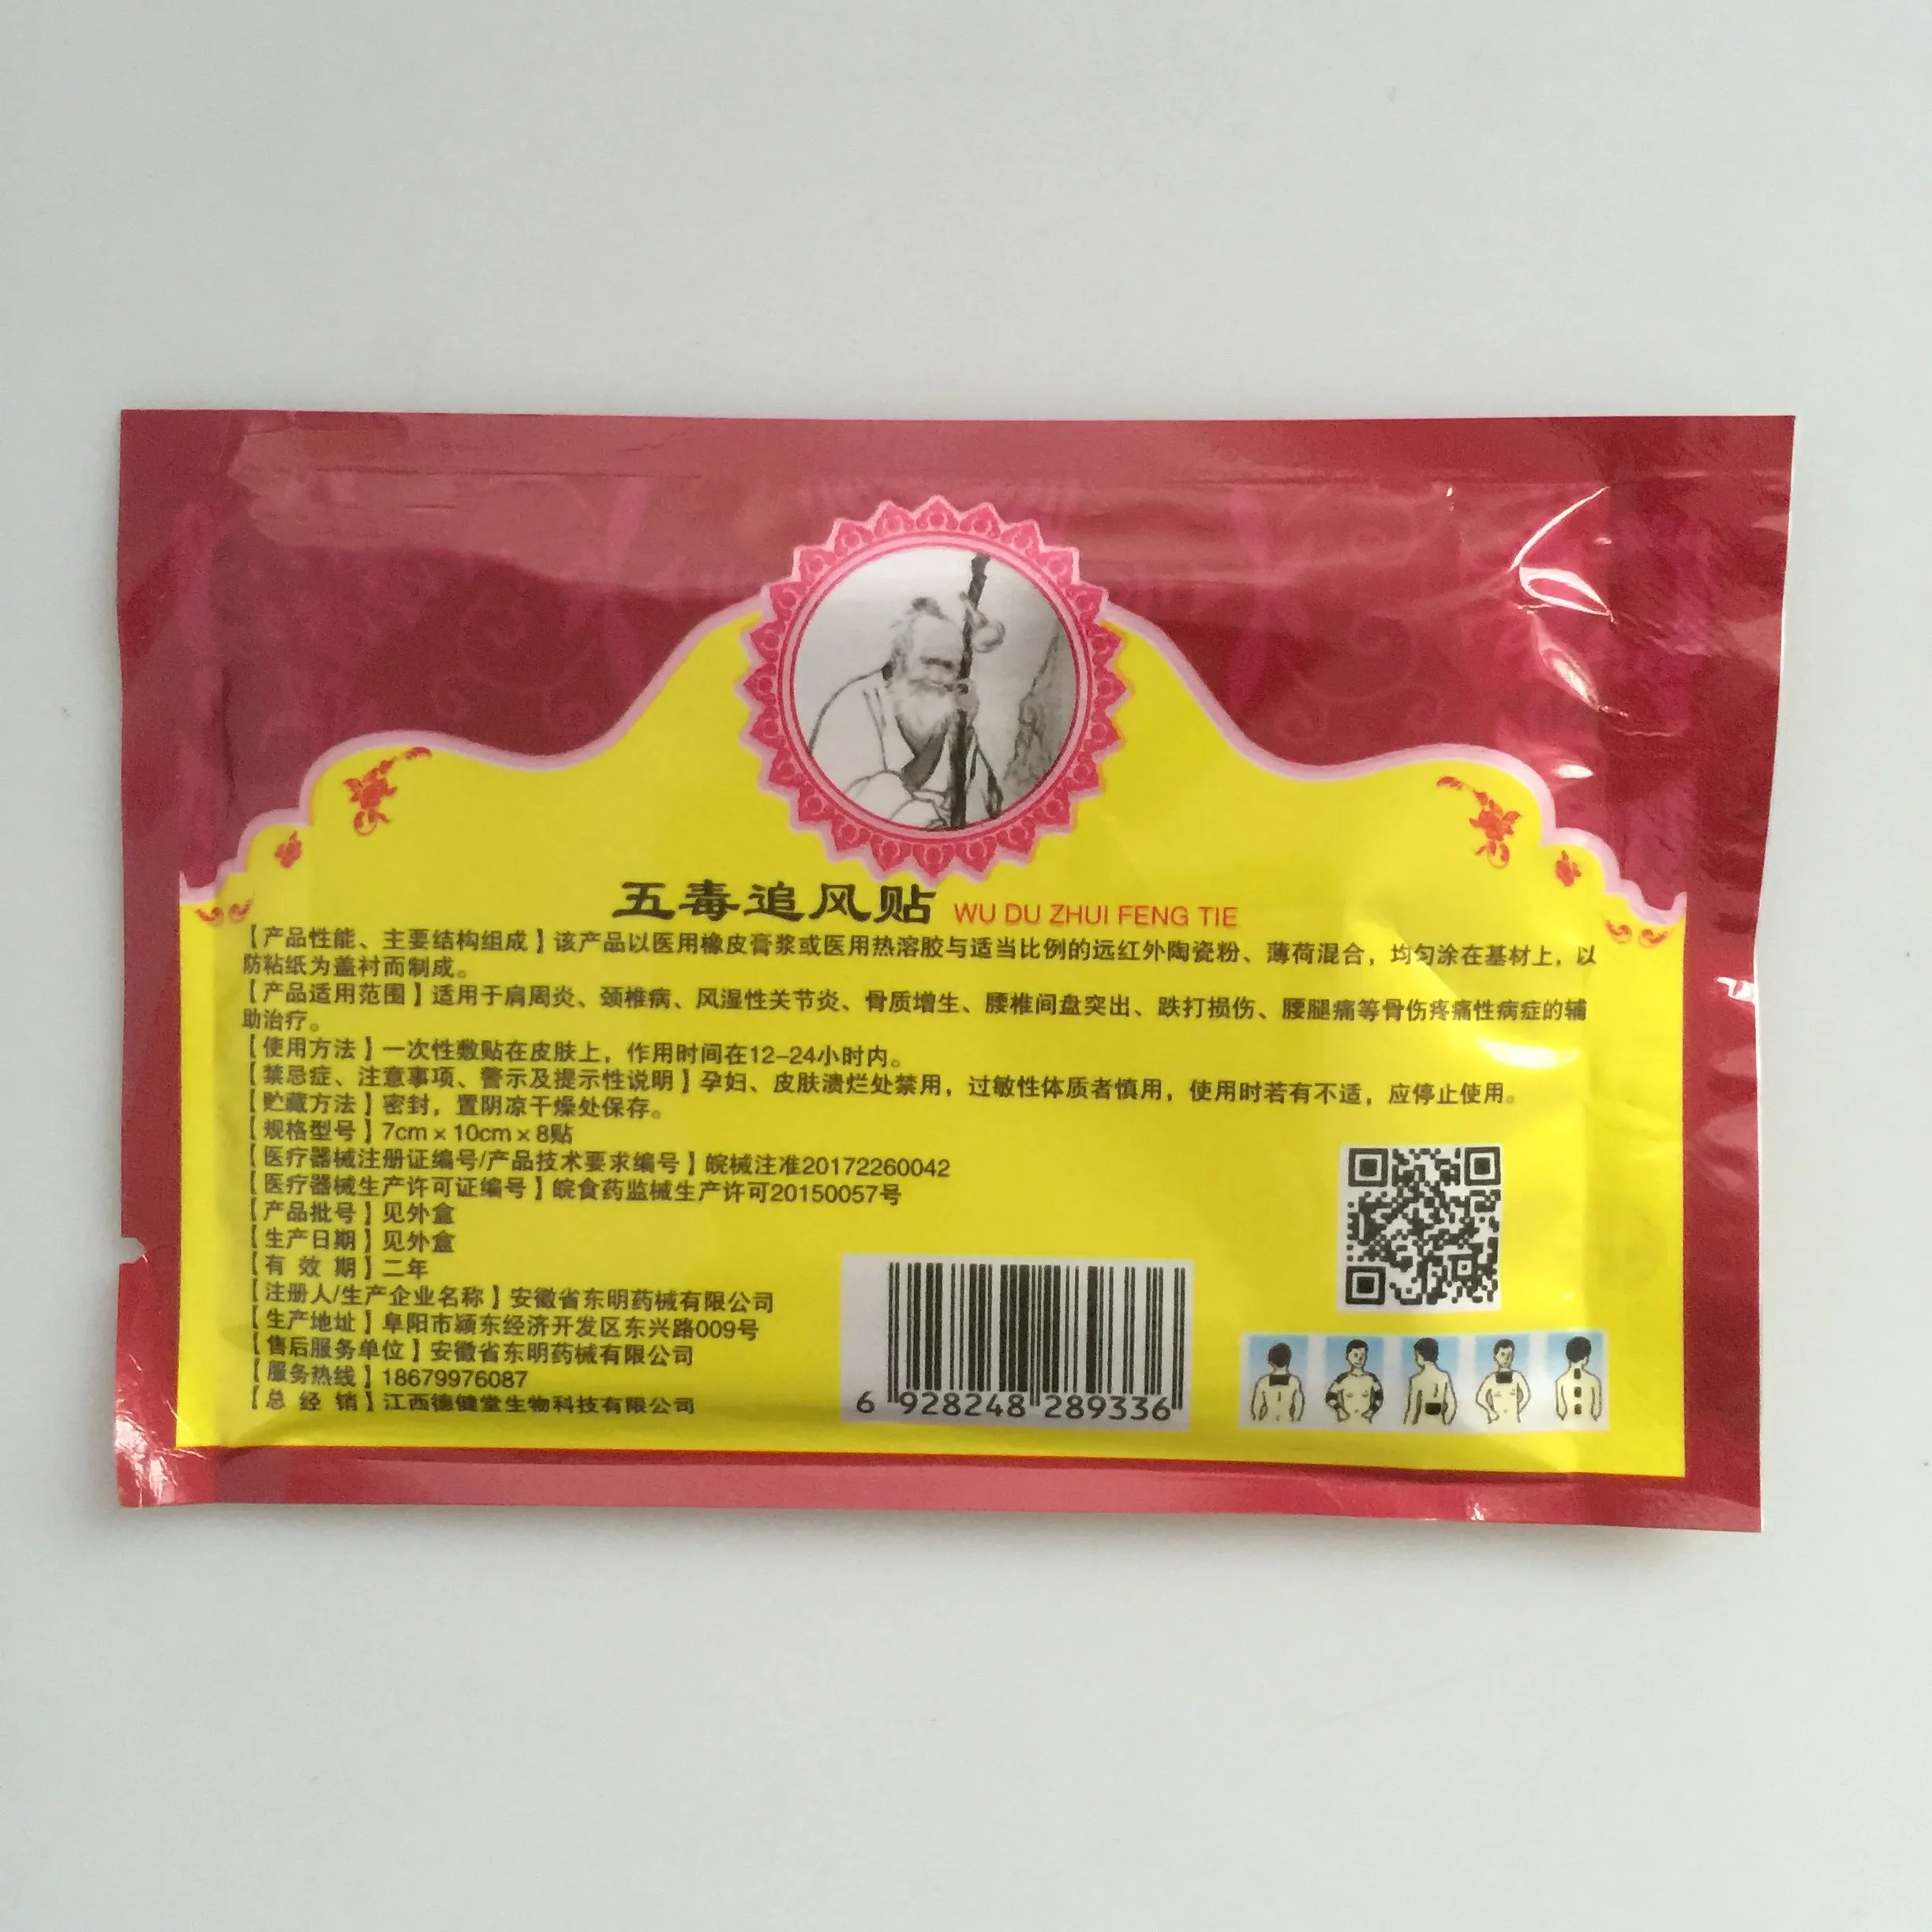 五毒追风贴 WU DU ZHUI FENG TIE
【产品性能、主要结构组成】该产品以医用橡皮膏浆或医用热溶胶与适当比例的远红外陶瓷粉、薄荷混合，均匀涂在基材上，以
防粘纸为盖衬而制成。
【产品适用范围】适用于肩周炎、颈椎病、风湿性关节炎、骨质增生、腰椎间盘突出、跌打损伤、腰腿痛等骨伤疼痛性病症的辅
助治疗。
【使用方法】一次性敷贴在皮肤上，作用时间在12-24小时内。
【禁忌症、注意事项、警示及提示性说明】孕妇、皮肤溃烂处禁用，过敏性体质者慎用，使用时若有不适，应停止使用。
【贮藏方法】密封，置阴凉干燥处保存。
【规格型号】7cm×10cm×8贴
【医疗器械注册证编号/产品技术要求编号】皖械注准20172260042
【医疗器械生产许可证编号】皖食药监械生产许可20150057号
【产品批号】见外盒
【生产日期】见外盒
【有 效 期】二年
【注册人/生产企业名称】安徽省东明药械有限公司
【生产地址】阜阳市颍东经济开发区东兴路009号
【售后服务单位】安徽省东明药械有限公司
【服务热线】18679976087
【总 经 销】江西德健堂生物科技有限公司
6 928248 289336